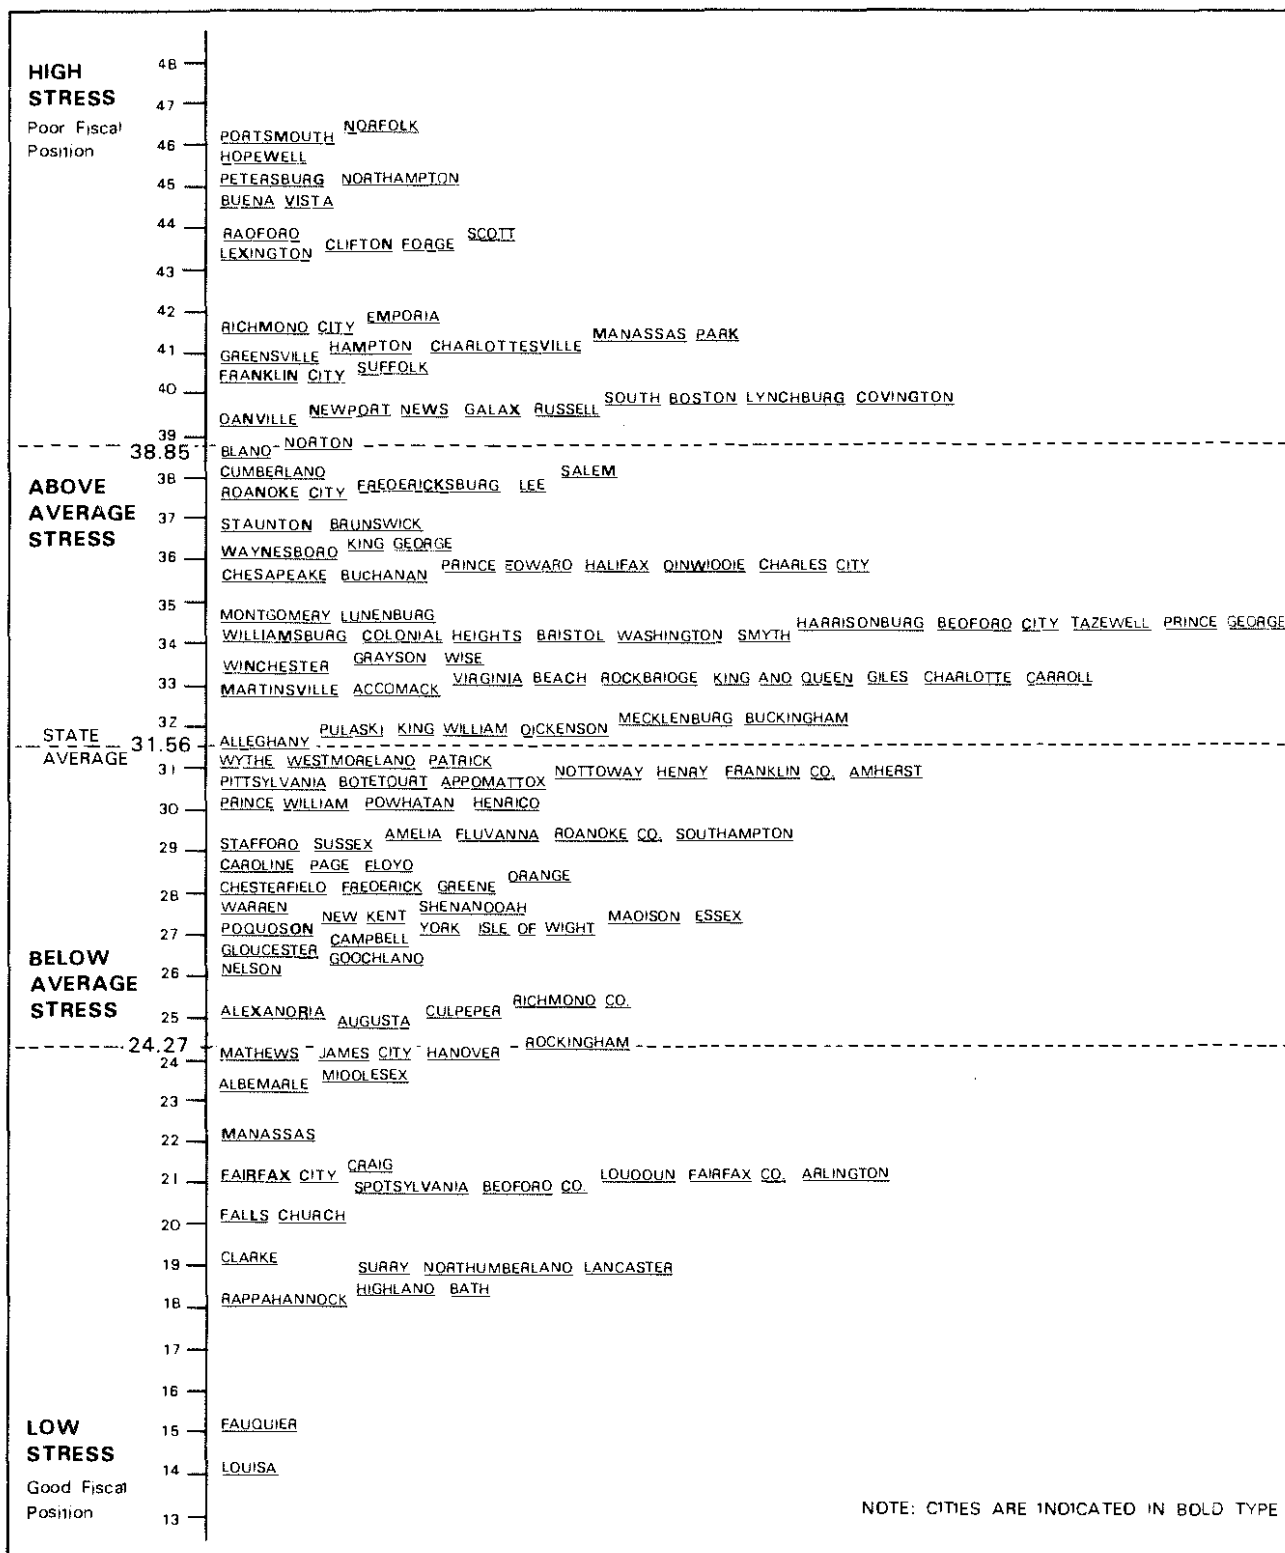 48
HIGH
STRESS
47
Poor Fiscal
Position
NORFOLK
46
PORTSMOUTH
HOPEWELL
45
PETERSBURG NORTHAMPTON
BUENA VISTA
44
RADFORD
SCOTT
LEXINGTON CLIFTON FORGE
43
42
EMPORIA
RICHMOND CITY
MANASSAS PARK
41
HAMPTON CHARLOTTESVILLE
GREENSVILLE
SUFFOLK
FRANKLIN CITY
40
SOUTH BOSTON LYNCHBURG COVINGTON
DANVILLE NEWPORT NEWS GALAX RUSSELL
39
38.85
BLAND NORTON
CUMBERLAND
SALEM
38
ROANOKE CITY FREDERICKSBURG LEE
ABOVE
AVERAGE
STRESS
37
STAUNTON BRUNSWICK
KING GEORGE
36
WAYNESBORO
CHESAPEAKE BUCHANAN PRINCE EDWARD HALIFAX DINWIDDIE CHARLES CITY
35
MONTGOMERY LUNENBURG
HARRISONBURG BEDFORD CITY TAZEWELL PRINCE GEORGE
34
WILLIAMSBURG COLONIAL HEIGHTS BRISTOL WASHINGTON SMYTH
WINCHESTER GRAYSON WISE
33
MARTINSVILLE ACCOMACK VIRGINIA BEACH ROCKBRIDGE KING AND QUEEN GILES CHARLOTTE CARROLL
32
MECKLENBURG BUCKINGHAM
PULASKI KING WILLIAM DICKENSON
STATE
AVERAGE
31.56
ALLEGHANY
31
WYTHE WESTMORELAND PATRICK
PITTSYLVANIA BOTETOURT APPOMATTOX NOTTOWAY HENRY FRANKLIN CO. AMHERST
30
PRINCE WILLIAM POWHATAN HENRICO
29
STAFFORD SUSSEX AMELIA FLUVANNA ROANOKE CO. SOUTHAMPTON
CAROLINE PAGE FLOYD
28
CHESTERFIELD FREDERICK GREENE ORANGE
WARREN NEW KENT SHENANDOAH MADISON ESSEX
27
POQUOSON CAMPBELL YORK ISLE OF WIGHT
GLOUCESTER GOOCHLAND
26
NELSON
BELOW
AVERAGE
STRESS
25
ALEXANDRIA AUGUSTA CULPEPER RICHMOND CO.
24.27
24
MATHEWS JAMES CITY HANOVER ROCKINGHAM
ALBEMARLE MIDDLESEX
23
22
MANASSAS
21
FAIRFAX CITY CRAIG
SPOTSYLVANIA BEDFORD CO. LOUDOUN FAIRFAX CO. ARLINGTON
20
FALLS CHURCH
19
CLARKE SURRY NORTHUMBERLAND LANCASTER
18
RAPPAHANNOCK HIGHLAND BATH
17
16
15
FAUQUIER
LOW
STRESS
14
LOUISA
Good Fiscal
Position
13
NOTE: CITIES ARE INDICATED IN BOLD TYPE